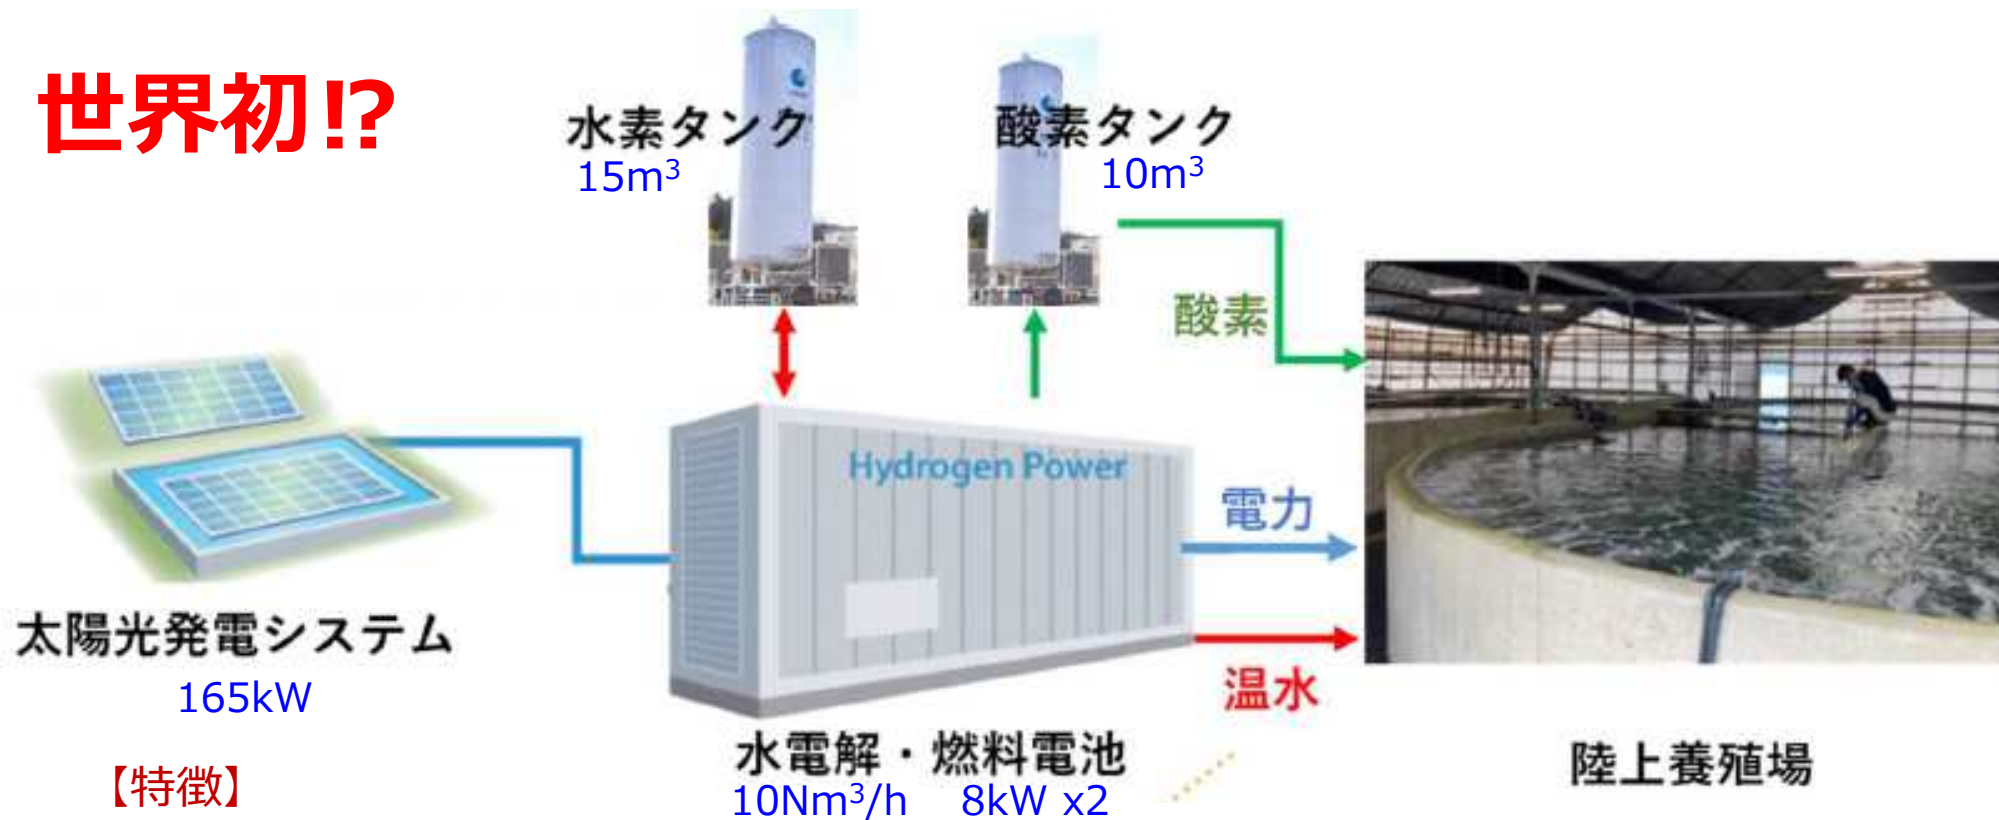 世界初!?
水素タンク
15m³
酸素タンク
10m³
酸素
Hydrogen Power
電力
温水
太陽光発電システム
165kW
水電解・燃料電池
10Nm³/h 8kW x2
陸上養殖場
【特徴】